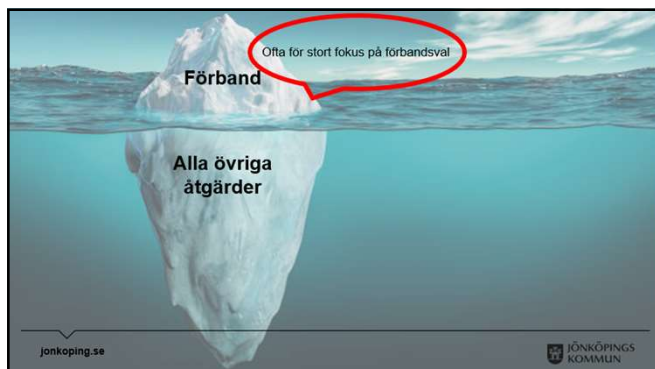 Ofta för stort fokus på förbandsval
Förband
Alla övriga
åtgärder
jonkoping.se
JÖNKÖPINGS
KOMMUN